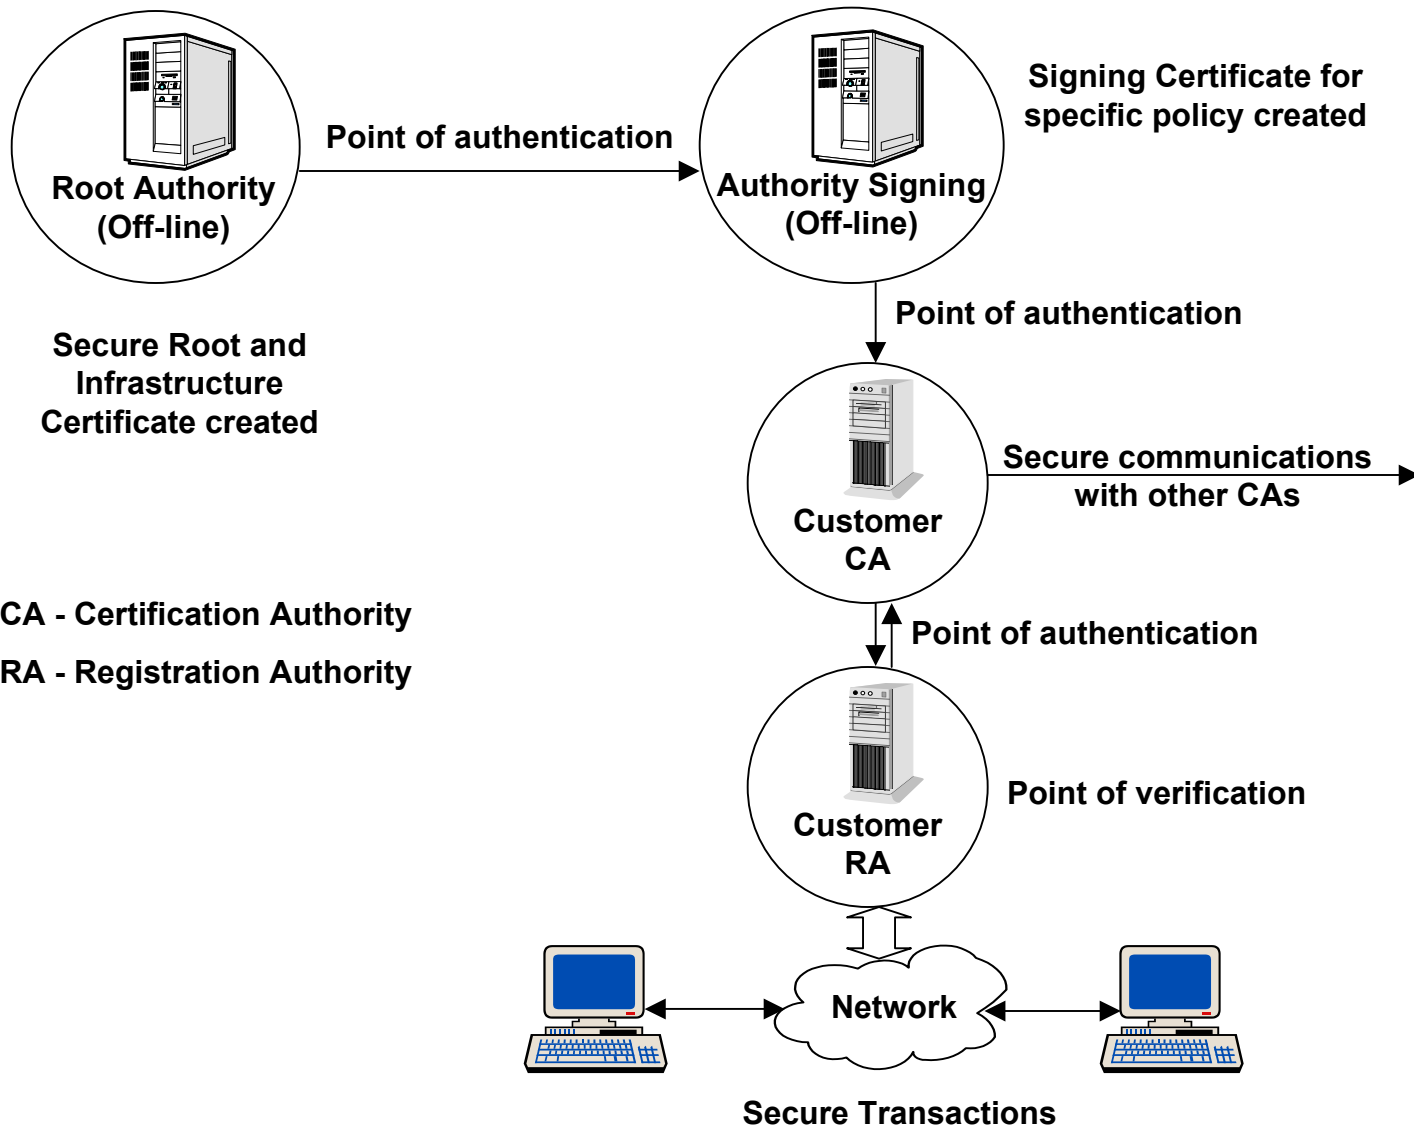 Point of authentication
Root Authority
(Off-line)
Authority Signing
(Off-line)
Signing Certificate for
specific policy created
Secure Root and
Infrastructure
Certificate created
Point of authentication
Customer
CA
Secure communications
with other CAs
CA - Certification Authority
RA - Registration Authority
Point of authentication
Customer
RA
Point of verification
Network
Secure Transactions